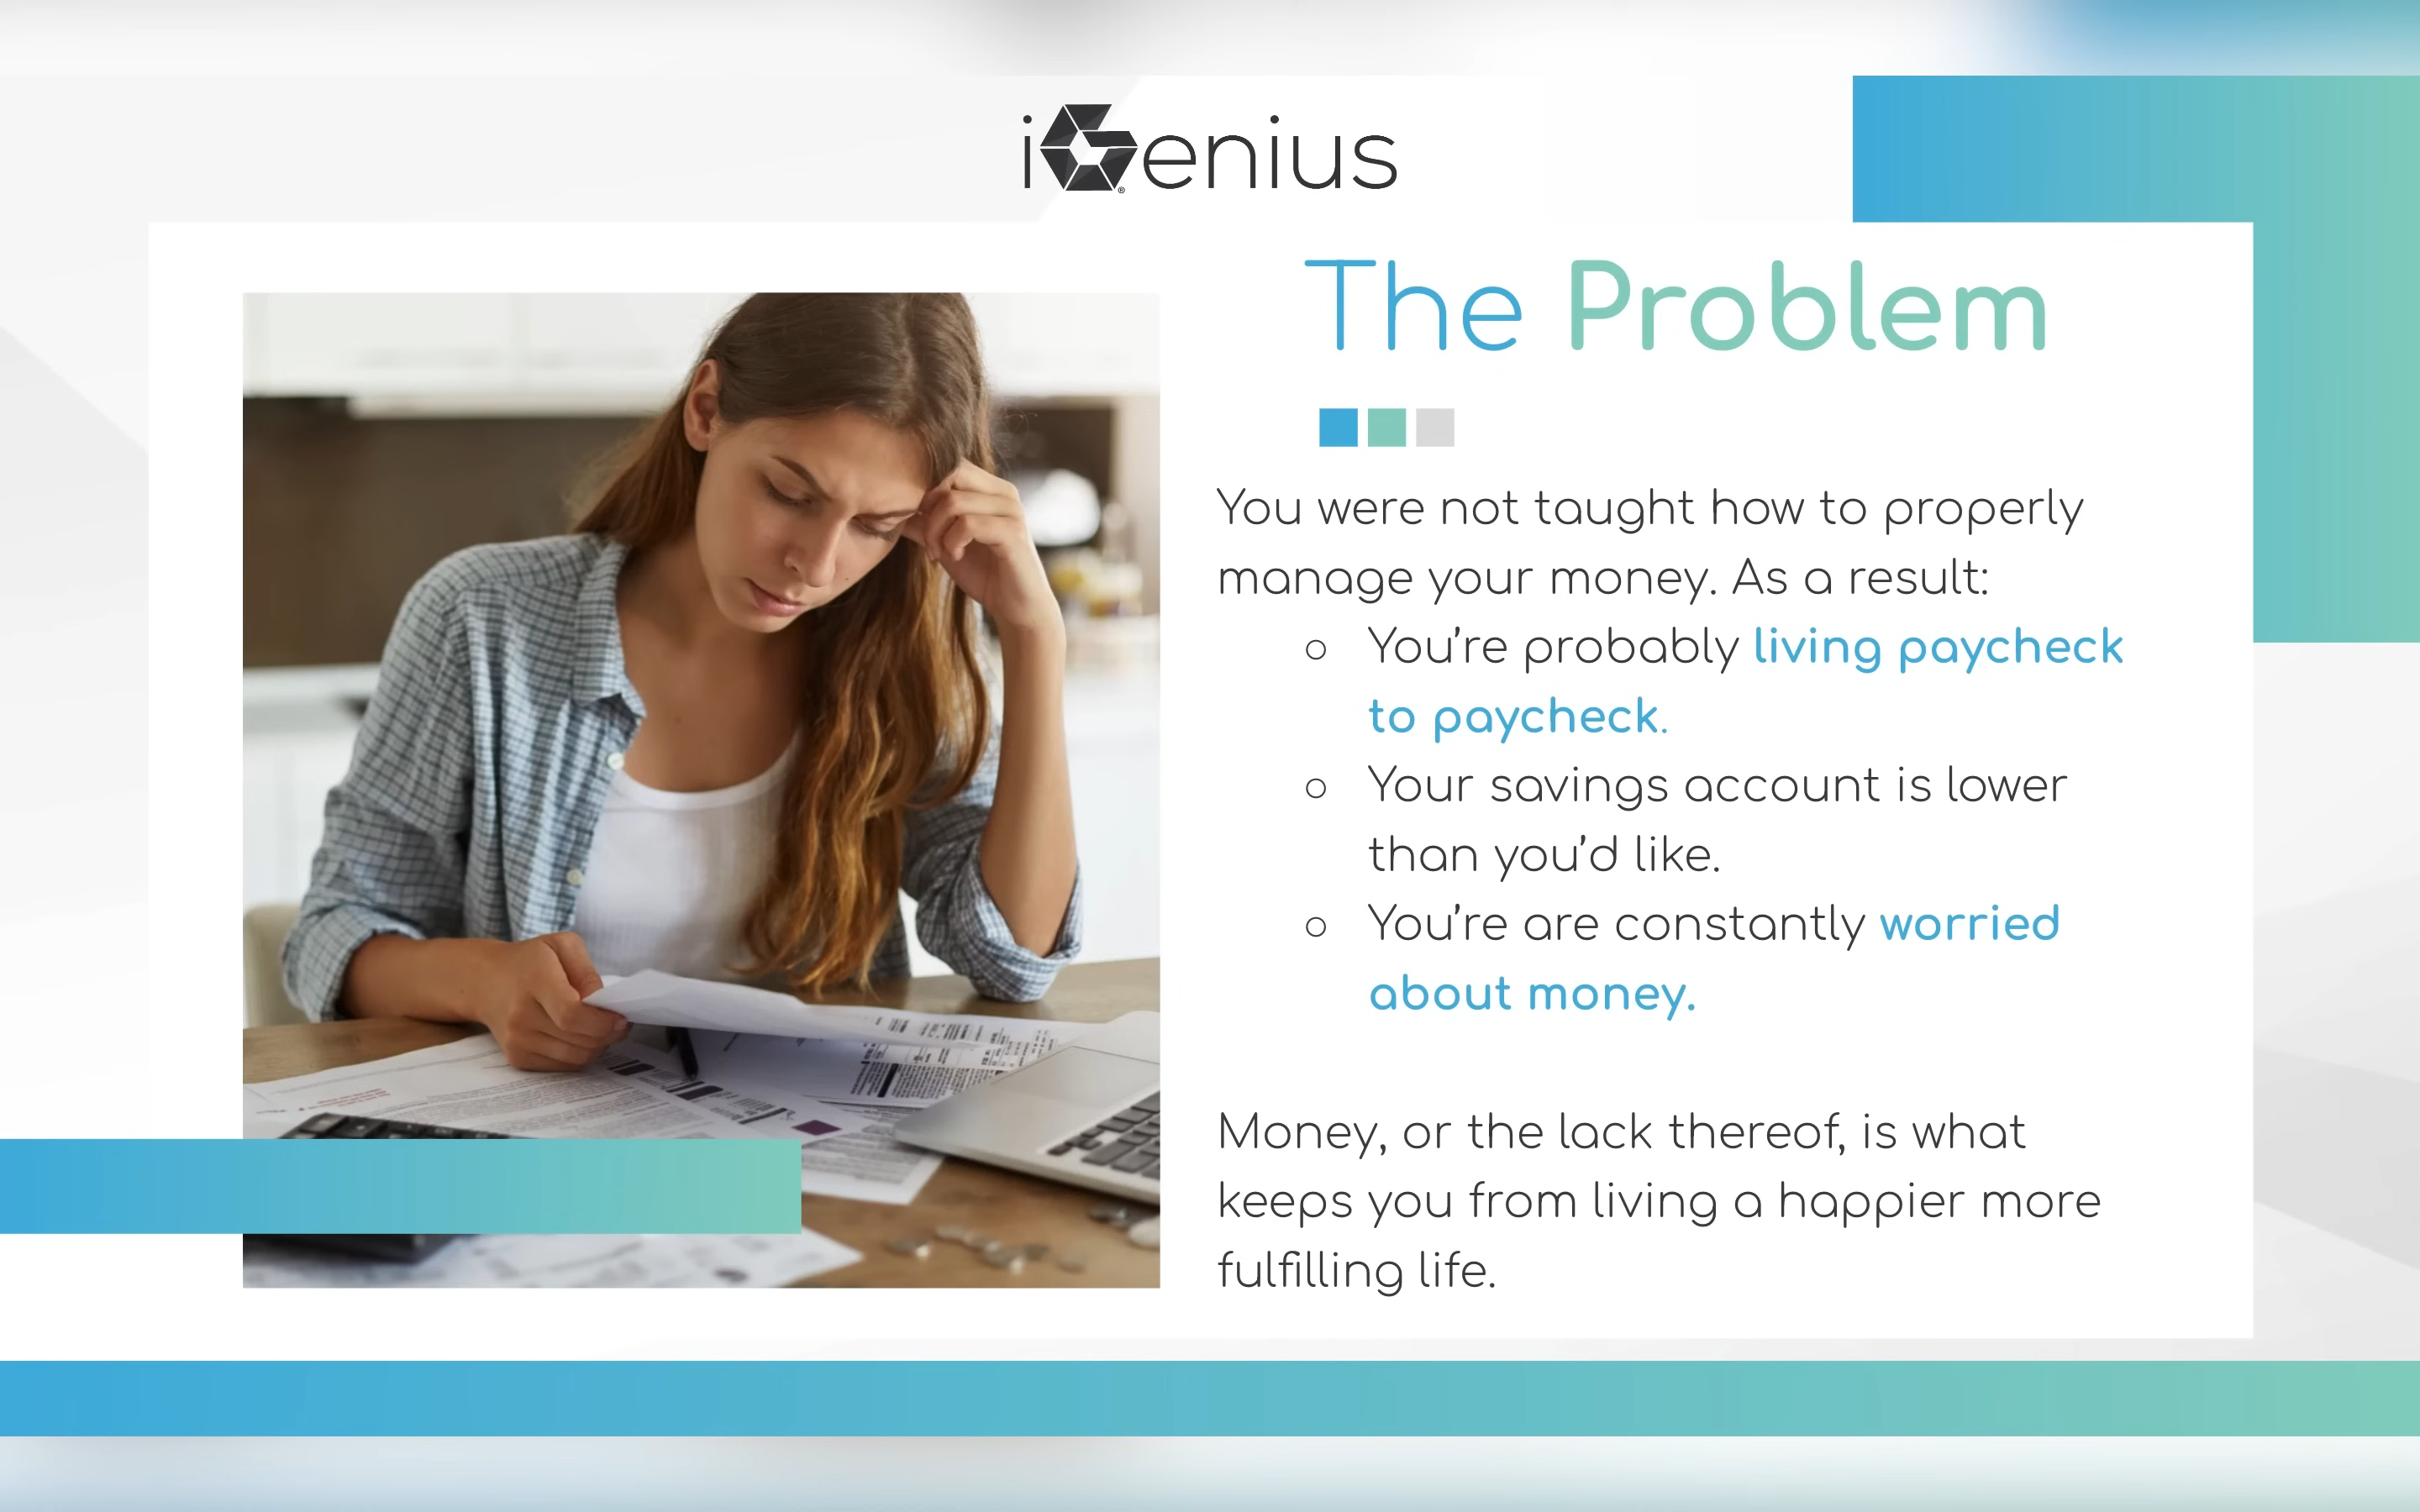 iGenius
The Problem
You were not taught how to properly
manage your money. As a result:
○ You’re probably living paycheck
to paycheck.
○ Your savings account is lower
than you’d like.
○ You’re are constantly worried
about money.
Money, or the lack thereof, is what
keeps you from living a happier more
fulfilling life.